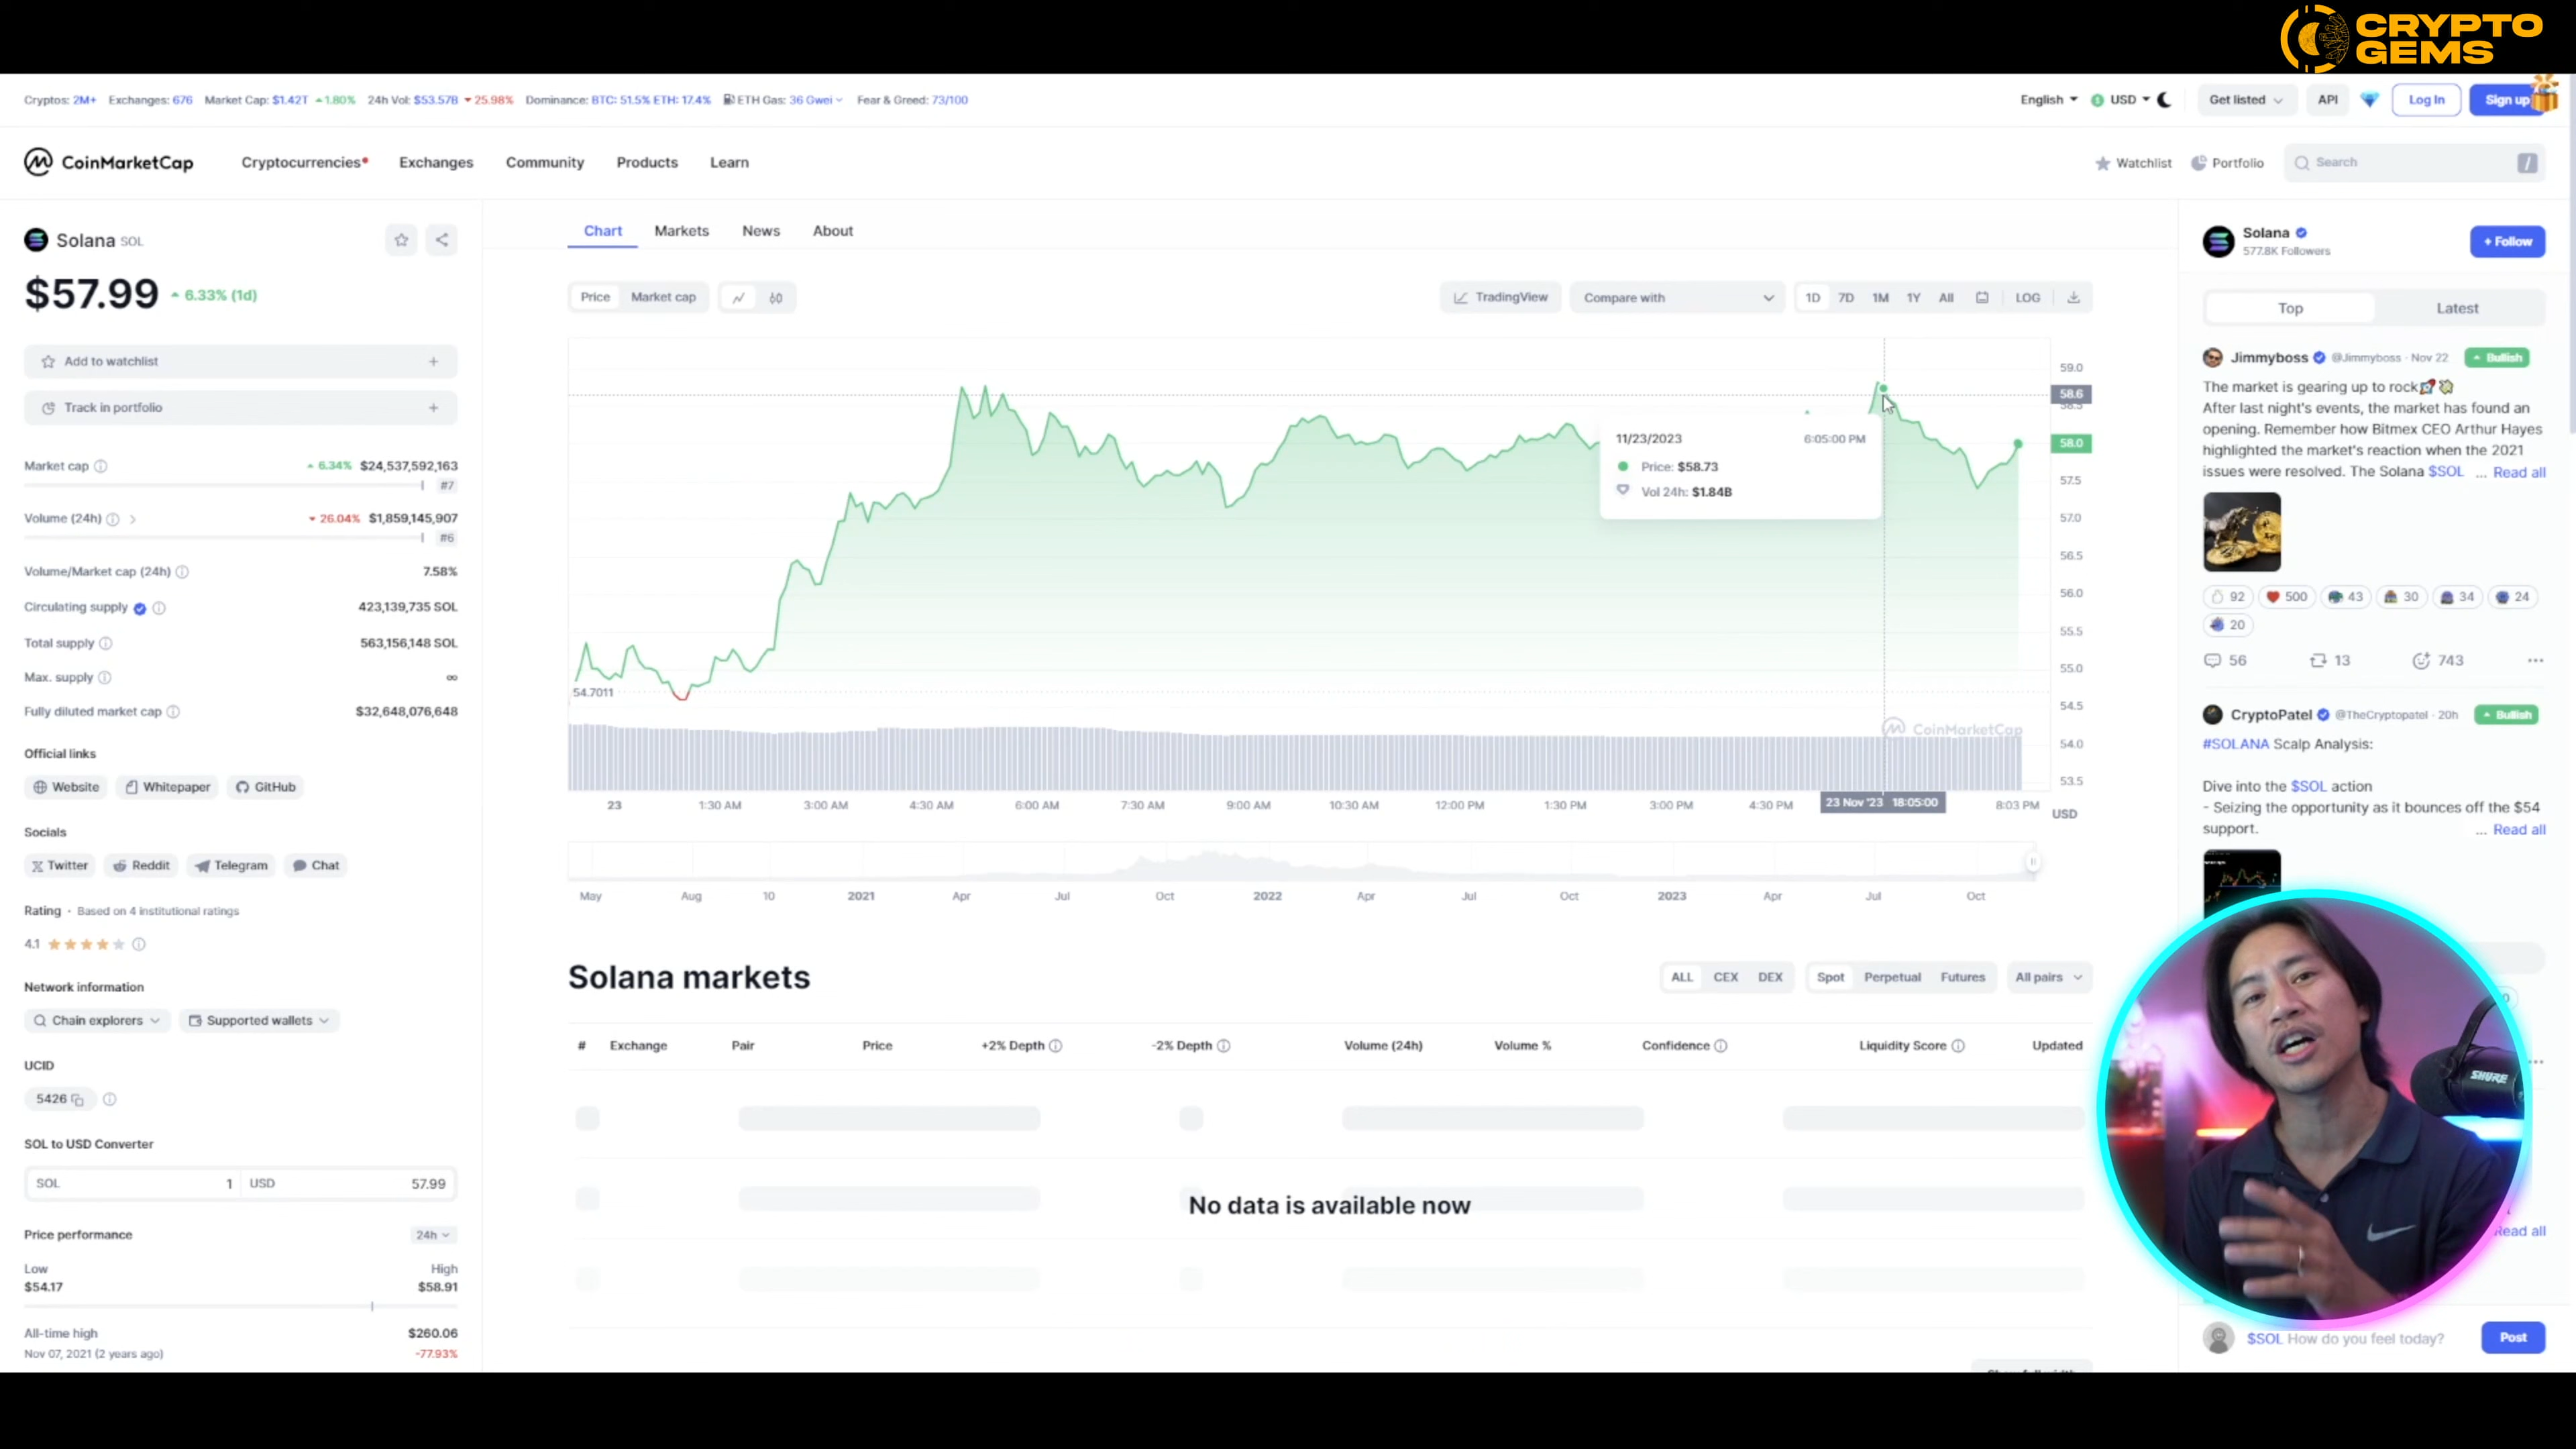 CRYPTO
GEMS
Cryptos: 2M+ Exchanges: 676 Market Cap: $1.42T 1.80% 24h Vol: $53.57B 25.98% Dominance: BTC: 51.5% ETH: 17.4% ETH Gas: 36 Gwei Fear & Greed: 73/100
English USD Get listed API Log In Sign up
CoinMarketCap Cryptocurrencies Exchanges Community Products Learn
Watchlist Portfolio Search /
Solana SOL
$57.99 6.33% (1d)
Add to watchlist +
Track in portfolio +
Market cap 6.34% $24,537,592,163
#7
Volume (24h) 26.04% $1,859,145,907
#6
Volume/Market cap (24h) 7.58%
Circulating supply 423,139,735 SOL
Total supply 563,156,148 SOL
Max. supply ∞
Fully diluted market cap $32,648,076,648
Official links
Website Whitepaper GitHub
Socials
Twitter Reddit Telegram Chat
Rating · Based on 4 institutional ratings
4.1
Network information
Chain explorers Supported wallets
UCID
5426
SOL to USD Converter
SOL 1 USD 57.99
Price performance 24h
Low High
$54.17 $58.91
All-time high $260.06
Nov 07, 2021 (2 years ago) -77.93%
Chart Markets News About
Price Market cap
TradingView Compare with 1D 7D 1M 1Y All LOG
59.0
58.6
58.5
58.0
57.5
57.0
56.5
56.0
55.5
55.0
54.5
54.0
53.5
11/23/2023 6:05:00 PM
Price: $58.73
Vol 24h: $1.84B
54.7011
CoinMarketCap
23 1:30 AM 3:00 AM 4:30 AM 6:00 AM 7:30 AM 9:00 AM 10:30 AM 12:00 PM 1:30 PM 3:00 PM 4:30 PM 23 Nov '23 18:05:00 8:03 PM
USD
May Aug 10 2021 Apr Jul Oct 2022 Apr Jul Oct 2023 Apr Jul Oct
Solana markets
ALL CEX DEX Spot Perpetual Futures All pairs
# Exchange Pair Price +2% Depth -2% Depth Volume (24h) Volume % Confidence Liquidity Score Updated
No data is available now
Solana
577.8K Followers
+ Follow
Top Latest
Jimmyboss @Jimmyboss · Nov 22 Bullish
The market is gearing up to rock
After last night's events, the market has found an
opening. Remember how Bitmex CEO Arthur Hayes
highlighted the market's reaction when the 2021
issues were resolved. The Solana $SOL ... Read all
92 500 43 30 34 24
20
56 13 743
CryptoPatel @TheCryptopatel · 20h Bullish
#SOLANA Scalp Analysis:
Dive into the $SOL action
- Seizing the opportunity as it bounces off the $54
support. ... Read all
SHURE
Read all
$SOL How do you feel today? Post